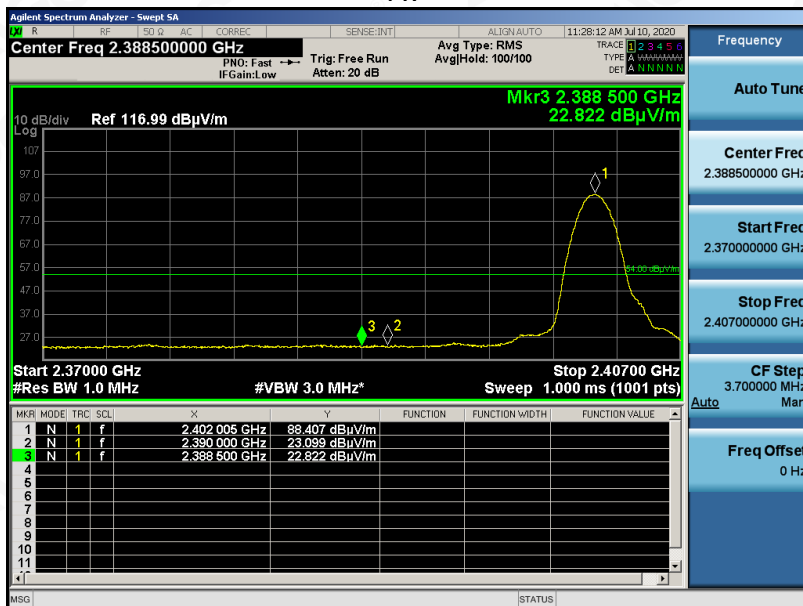 Agilent Spectrum Analyzer - Swept SA
LXI R RF 50 Ω AC CORREC SENSE:INT ALIGN AUTO 11:28:12 AM Jul 10, 2020
Center Freq 2.388500000 GHz
PNO: Fast
IFGain:Low
Trig: Free Run
Atten: 20 dB
Avg Type: RMS
Avg|Hold: 100/100
TRACE 1 2 3 4 5 6
TYPE A
DET A N N N N N
Mkr3 2.388 500 GHz
22.822 dBµV/m
10 dB/div Ref 116.99 dBµV/m
Log
107
97.0
87.0
77.0
67.0
57.0
47.0
37.0
27.0
1
3
2
54.00 dBµV/m
Start 2.37000 GHz
Stop 2.40700 GHz
#Res BW 1.0 MHz
#VBW 3.0 MHz*
Sweep 1.000 ms (1001 pts)
MKR MODE TRC SCL X Y FUNCTION FUNCTION WIDTH FUNCTION VALUE
1 N 1 f 2.402 005 GHz 88.407 dBµV/m
2 N 1 f 2.390 000 GHz 23.099 dBµV/m
3 N 1 f 2.388 500 GHz 22.822 dBµV/m
4
5
6
7
8
9
10
11
MSG
STATUS
Frequency
Auto Tune
Center Freq
2.388500000 GHz
Start Freq
2.370000000 GHz
Stop Freq
2.407000000 GHz
CF Step
3.700000 MHz
Auto Man
Freq Offset
0 Hz